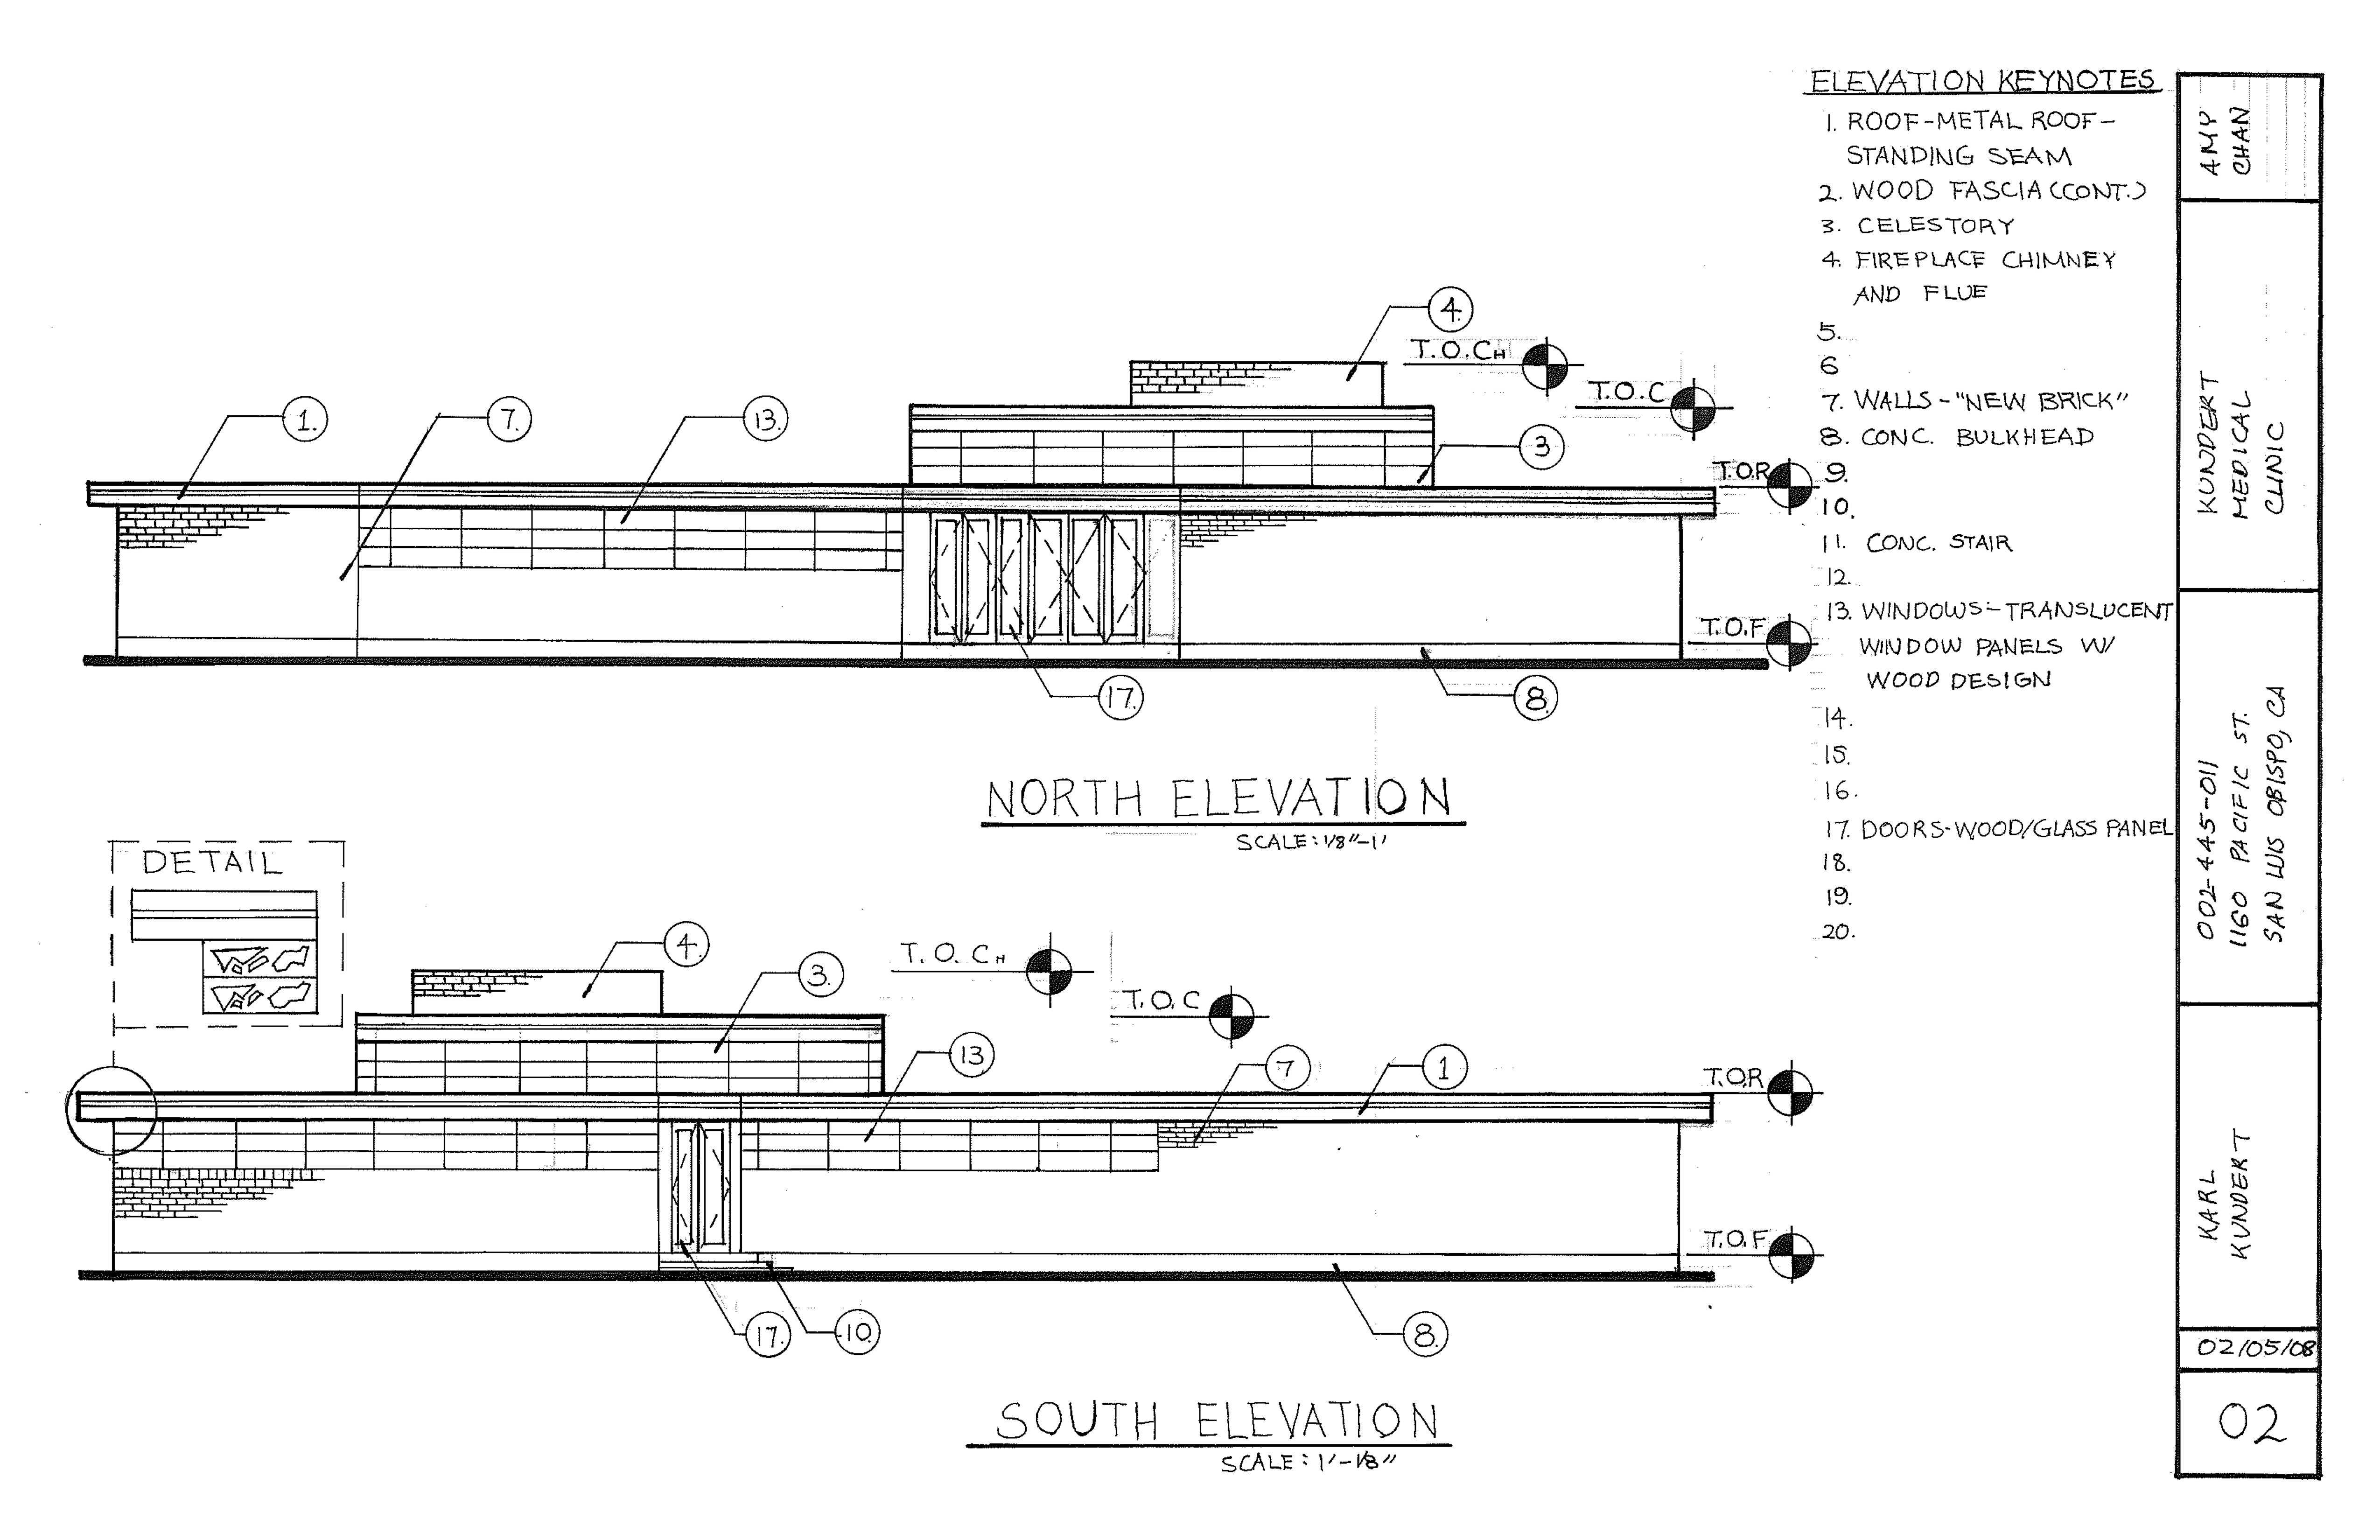 ELEVATION KEYNOTES
1. ROOF-METAL ROOF-
STANDING SEAM
2. WOOD FASCIA (CONT.)
3. CELESTORY
4. FIREPLACE CHIMNEY
AND FLUE
5.
6
7. WALLS-"NEW BRICK"
8. CONC. BULKHEAD
9.
10.
11. CONC. STAIR
12.
13. WINDOWS-TRANSLUCENT
WINDOW PANELS W/
WOOD DESIGN
14.
15.
16.
17. DOORS-WOOD/GLASS PANEL
18.
19.
20.
4.
T.O.CH
T.O.C
1.
7.
13.
3
T.O.R
T.O.F
17.
8.
NORTH ELEVATION
SCALE: 1/8"-1'
DETAIL
4.
3.
T.O.CH
T.O.C
13
7
1
T.O.R
T.O.F
17.
10.
8.
SOUTH ELEVATION
SCALE: 1'-1/8"
AMY
CHAN
KUNDERT
MEDICAL
CLINIC
002-445-011
1160 PACIFIC ST.
SAN LUIS OBISPO, CA
KARL
KUNDERT
02/05/08
02